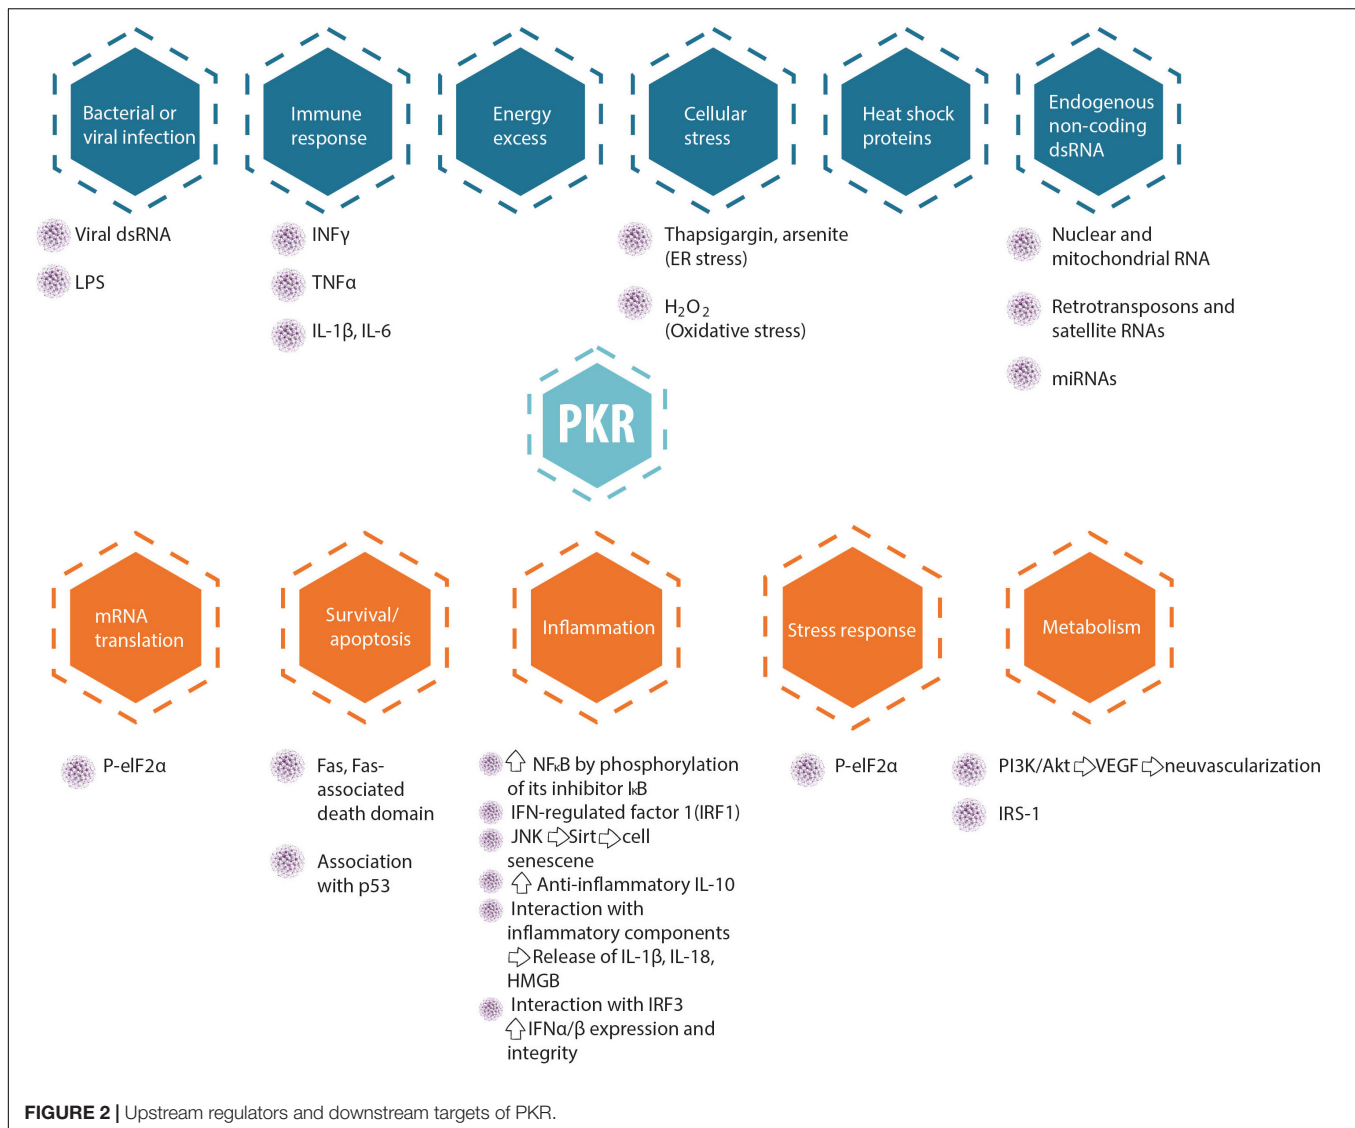 Bacterial or
viral infection
Immune
response
Energy
excess
Cellular
stress
Heat shock
proteins
Endogenous
non-coding
dsRNA
Viral dsRNA
LPS
INFγ
TNFα
IL-1β, IL-6
Thapsigargin, arsenite
(ER stress)
H₂O₂
(Oxidative stress)
Nuclear and
mitochondrial RNA
Retrotransposons and
satellite RNAs
miRNAs
PKR
mRNA
translation
Survival/
apoptosis
Inflammation
Stress response
Metabolism
P-elF2α
Fas, Fas-
associated
death domain
Association
with p53
⇧ NFκB by phosphorylation
of its inhibitor IκB
IFN-regulated factor 1(IRF1)
JNK ⇨Sirt⇨cell
senescene
⇧ Anti-inflammatory IL-10
Interaction with
inflammatory components
⇨Release of IL-1β, IL-18,
HMGB
Interaction with IRF3
⇧IFNα/β expression and
integrity
P-elF2α
PI3K/Akt⇨VEGF⇨neuvascularization
IRS-1
FIGURE 2 | Upstream regulators and downstream targets of PKR.